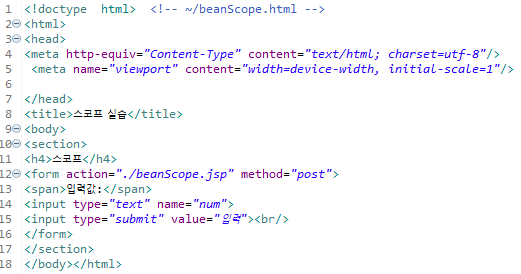 1 <!doctype html> <!-- ~/beanScope.html -->
2 <html>
3 <head>
4 <meta http-equiv="Content-Type" content="text/html; charset=utf-8"/>
5 <meta name="viewport" content="width=device-width, initial-scale=1"/>
6
7 </head>
8 <title>스코프 실습</title>
9 <body>
10 <section>
11 <h4>스코프</h4>
12 <form action="./beanScope.jsp" method="post">
13 <span>입력값:</span>
14 <input type="text" name="num">
15 <input type="submit" value="입력"><br/>
16 </form>
17 </section>
18 </body></html>